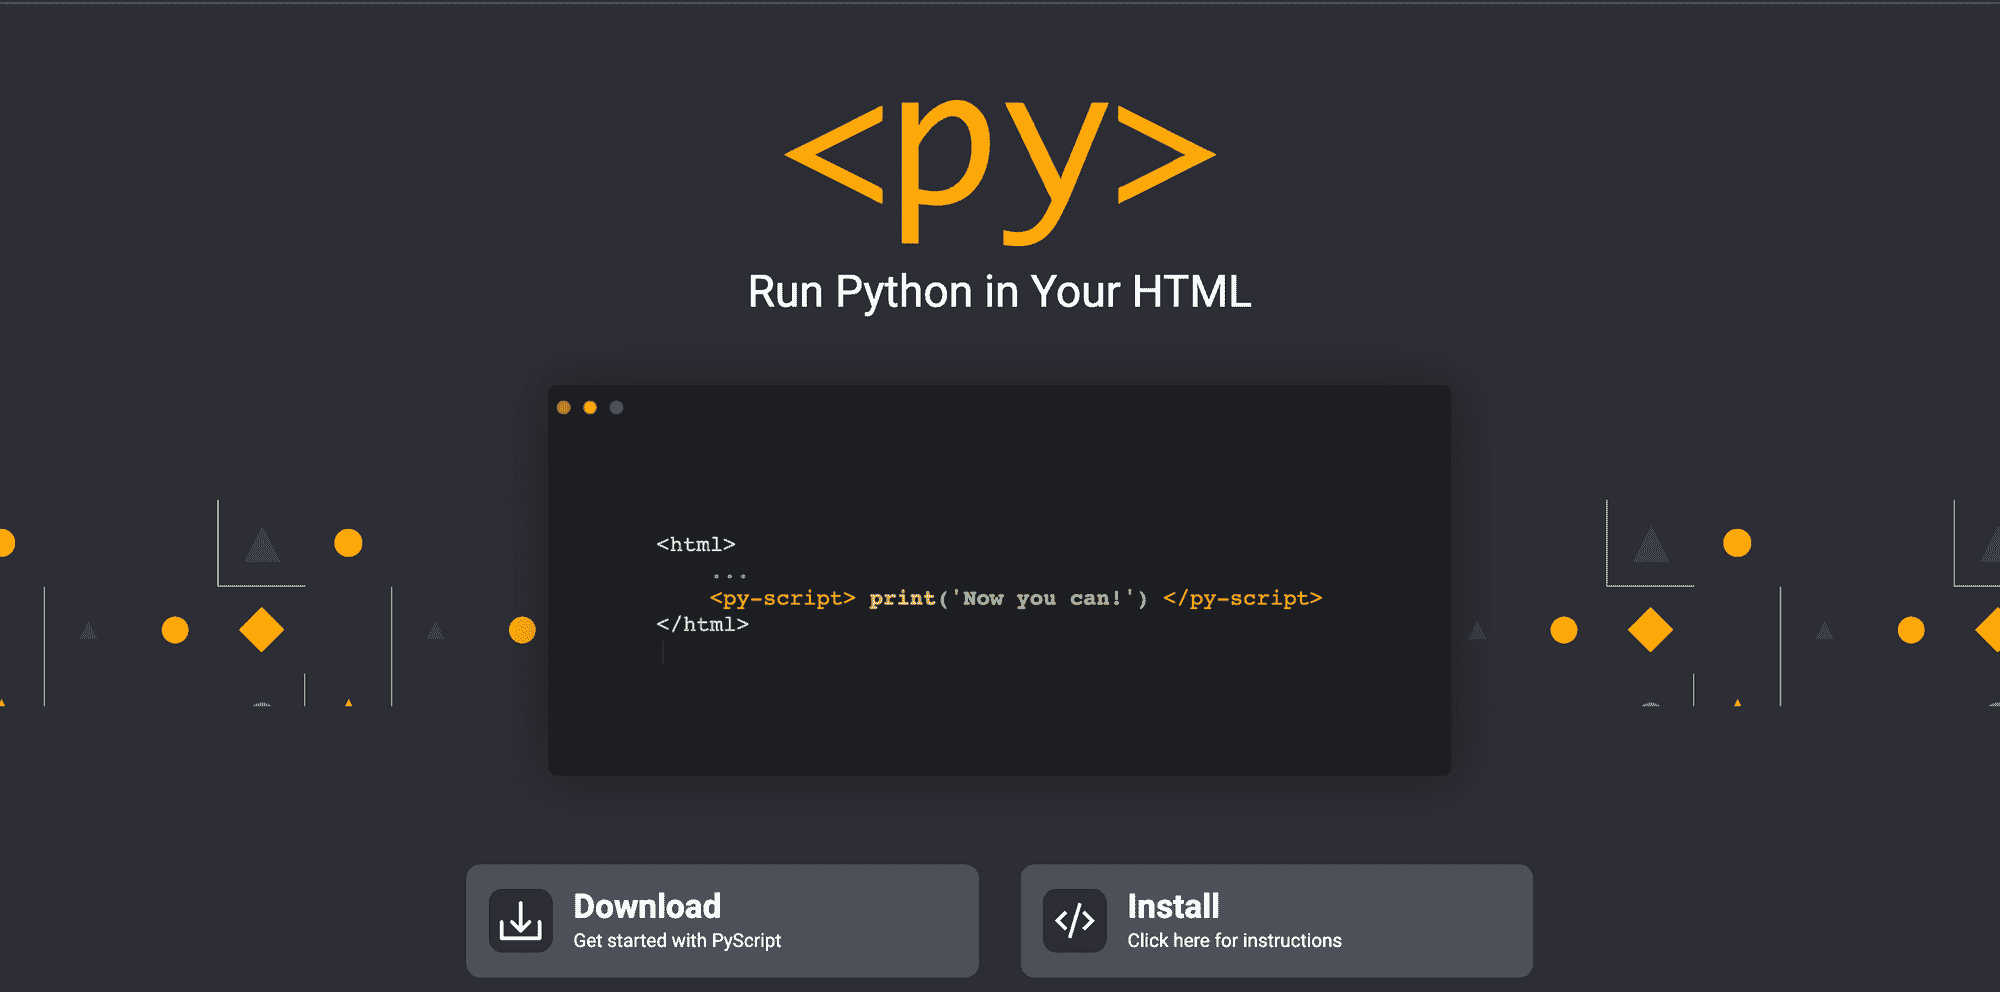 <py>
Run Python in Your HTML
<html>
...
<py-script> print('Now you can!') </py-script>
</html>
Download
Get started with PyScript
</>
Install
Click here for instructions